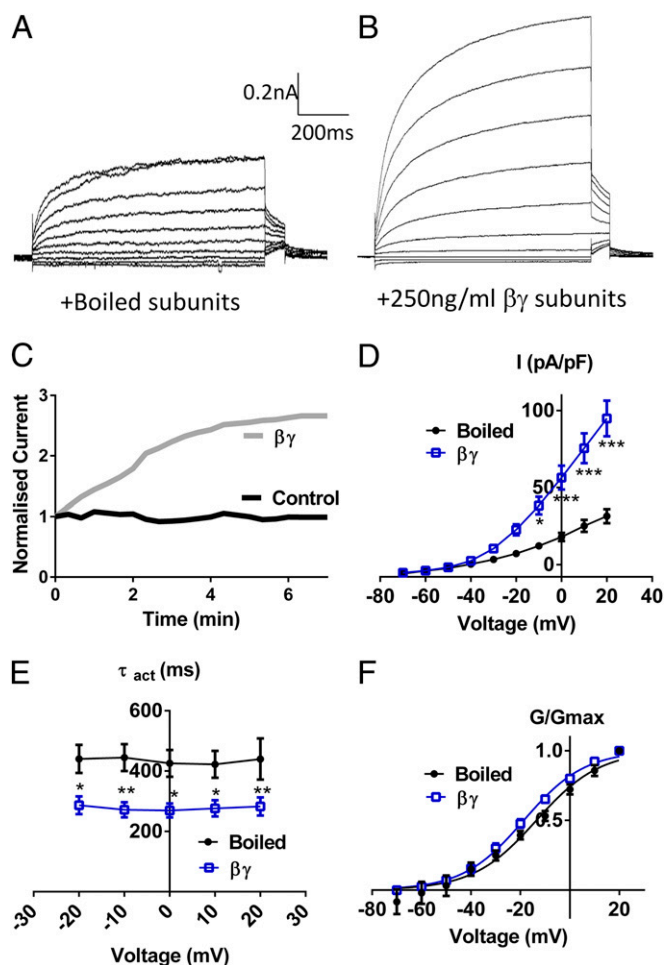 A
B
0.2nA
200ms
+Boiled subunits
+250ng/ml βγ subunits
C
Normalised Current
3
2
1
0
βγ
Control
0 2 4 6
Time (min)
D
I (pA/pF)
Boiled
βγ
100
50
0
*
***
***
***
-80 -60 -40 -20 0 20 40
Voltage (mV)
E
τ act (ms)
600
400
200
* ** * * **
Boiled
βγ
-30 -20 -10 0 10 20 30
Voltage (mV)
F
G/Gmax
Boiled
βγ
1.0
0.5
-80 -60 -40 -20 0 20
Voltage (mV)